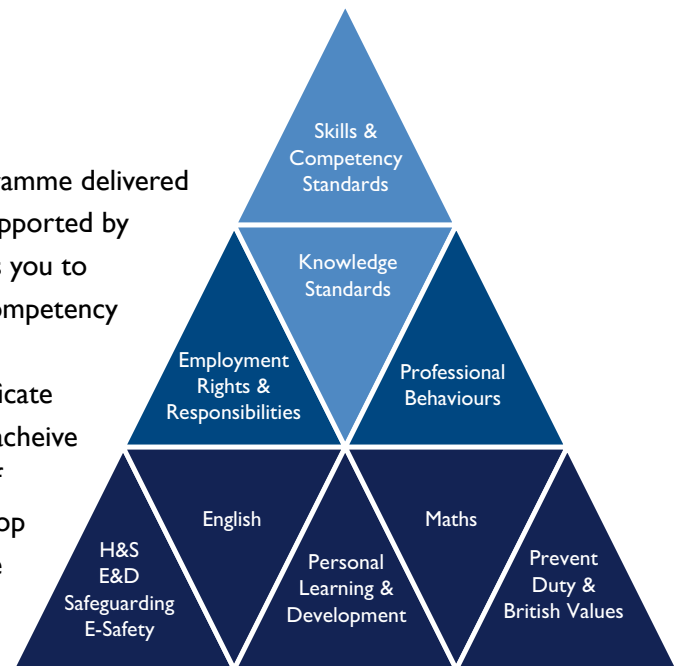 ramme delivered
pported by
s you to
ompetency
icate
acheive
op
Skills &
Competency
Standards
Knowledge
Standards
Employment
Rights &
Responsibilities
Professional
Behaviours
H&S
E&D
Safeguarding
E-Safety
English
Personal
Learning &
Development
Maths
Prevent
Duty &
British Values